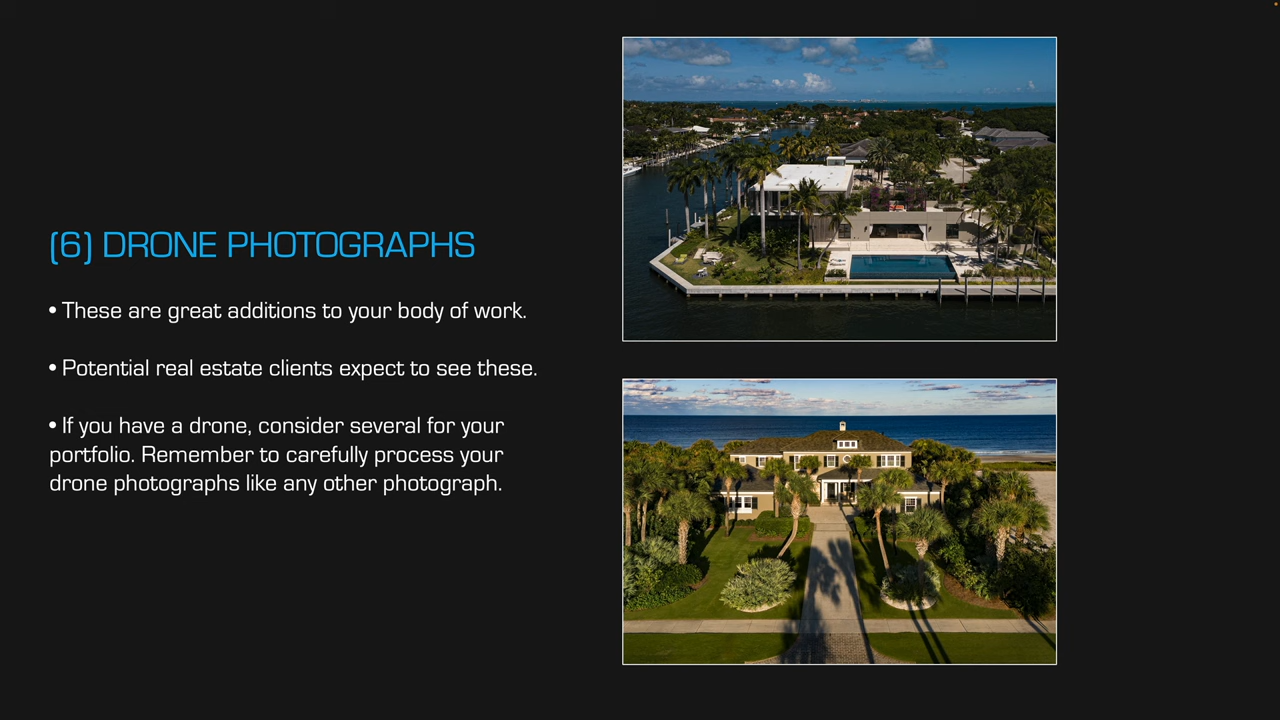 (6) DRONE PHOTOGRAPHS
• These are great additions to your body of work.
• Potential real estate clients expect to see these.
• If you have a drone, consider several for your
portfolio. Remember to carefully process your
drone photographs like any other photograph.